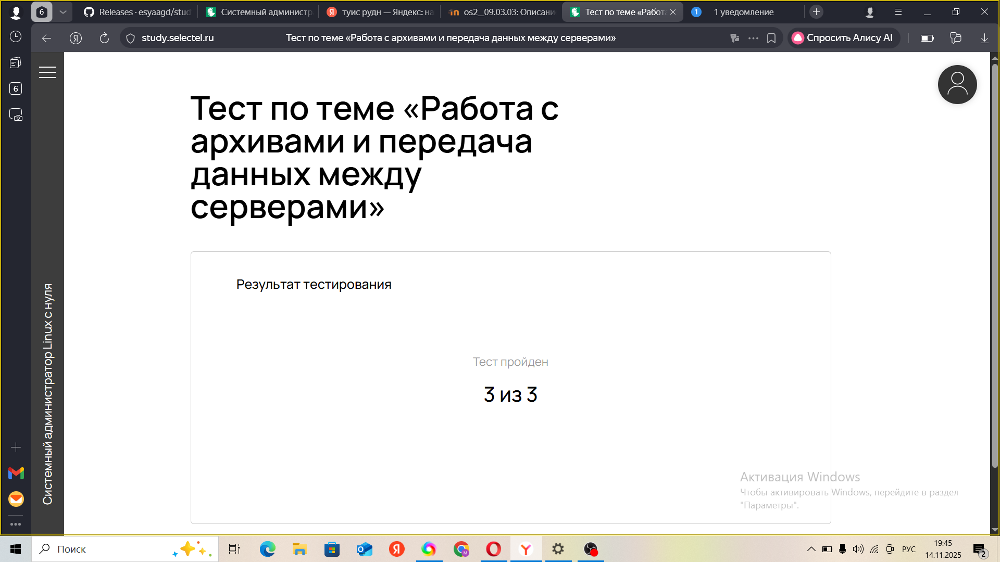 6
Releases · esyaagd/stud
Системный администр
туис рудн — Яндекс: на
os2__09.03.03: Описани
Тест по теме «Работа
1
1 уведомление
study.selectel.ru
Тест по теме «Работа с архивами и передача данных между серверами»
Спросить Алису AI
6
Тест по теме «Работа с
архивами и передача
данных между
серверами»
Результат тестирования
Тест пройден
3 из 3
Системный администратор Linux с нуля
Активация Windows
Чтобы активировать Windows, перейдите в раздел
"Параметры".
Поиск
РУС
19:45
14.11.2025
2